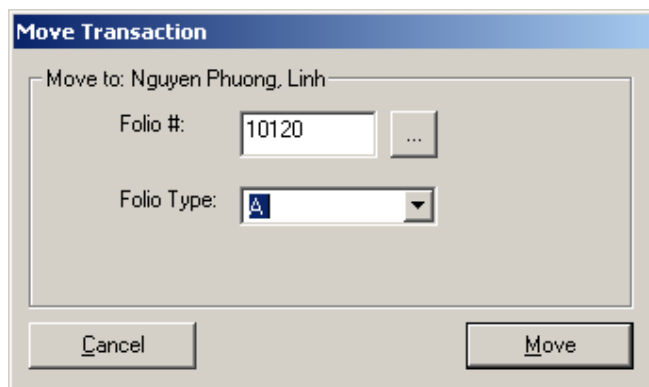 Move Transaction
Move to: Nguyen Phuong, Linh
Folio #: 10120 ...
Folio Type: A
Cancel Move